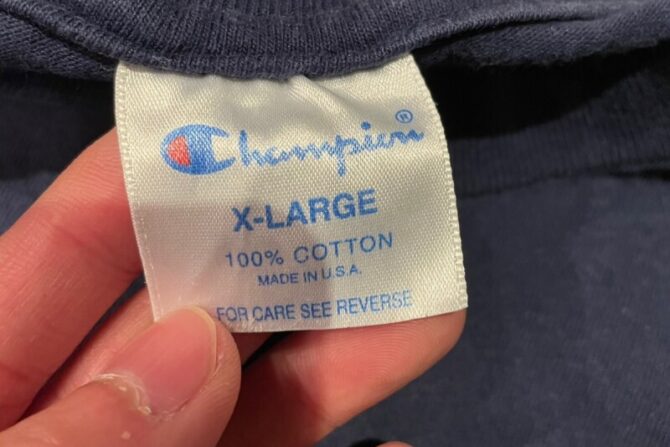 Champion®
X-LARGE
100% COTTON
MADE IN U.S.A.
FOR CARE SEE REVERSE